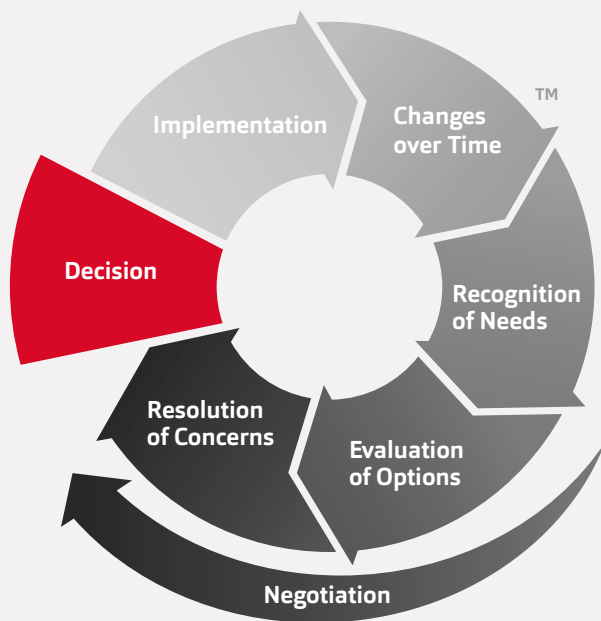 Implementation
Changes
over Time
TM
Decision
Recognition
of Needs
Resolution
of Concerns
Evaluation
of Options
Negotiation